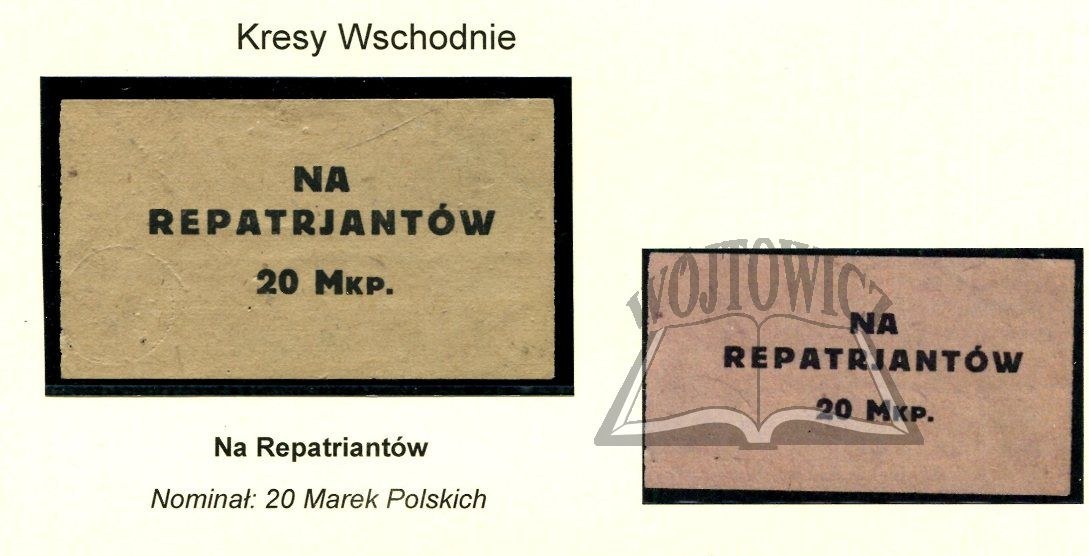 Kresy Wschodnie
NA
REPATRJANTÓW
20 MKP.
Na Repatriantów
Nominał: 20 Marek Polskich
WOJTOWICZ
NA
REPATRJANTÓW
20 MKP.